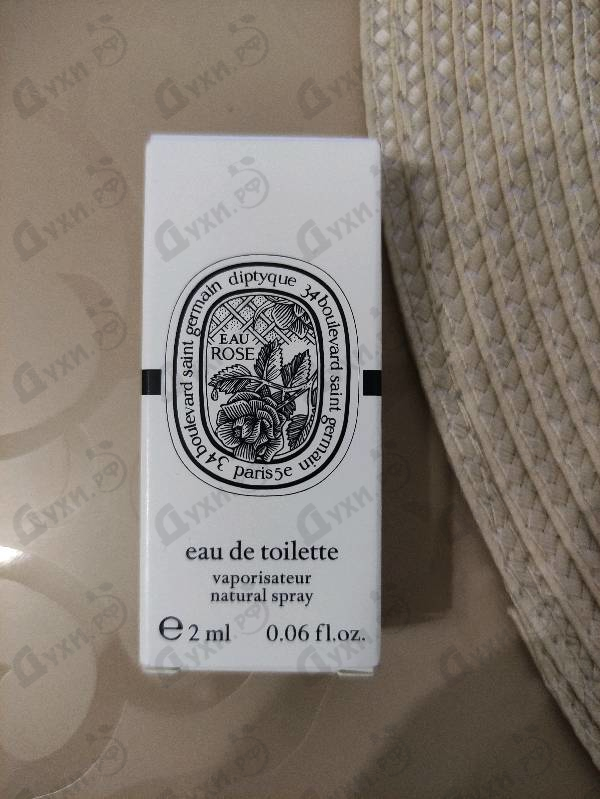 diptyque 34 boulevard saint germain paris 5e 34 boulevard saint germain
EAU
ROSE
eau de toilette
vaporisateur
natural spray
e 2 ml 0.06 fl.oz.
Духи.рф